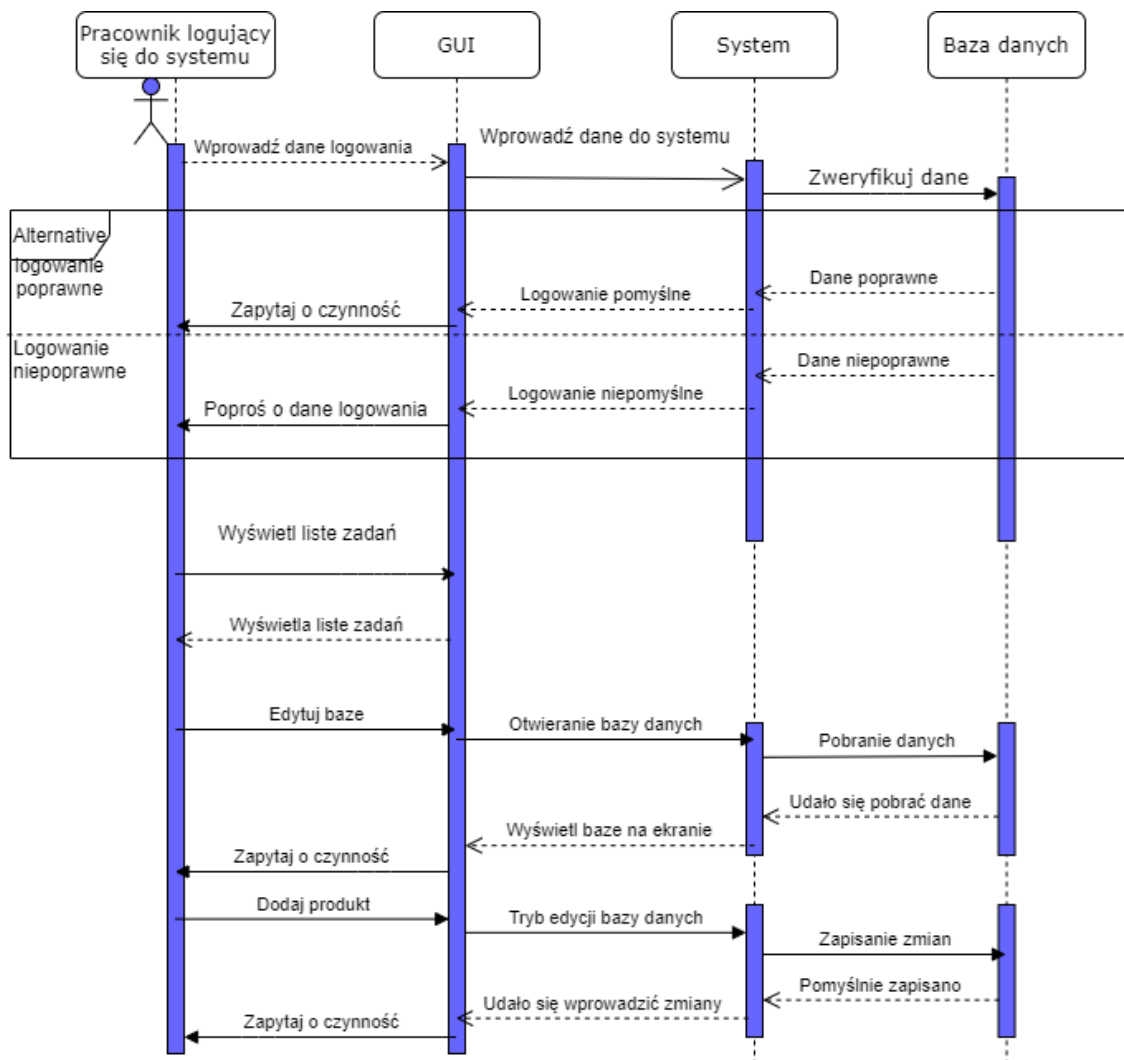 Pracownik logujący
się do systemu
GUI
System
Baza danych
Wprowadź dane logowania
Wprowadź dane do systemu
Zweryfikuj dane
Alternative
logowanie
poprawne
Dane poprawne
Logowanie pomyślne
Zapytaj o czynność
Logowanie
niepoprawne
Dane niepoprawne
Logowanie niepomyślne
Poproś o dane logowania
Wyświetl liste zadań
Wyświetla liste zadań
Edytuj baze
Otwieranie bazy danych
Pobranie danych
Udało się pobrać dane
Wyświetl baze na ekranie
Zapytaj o czynność
Dodaj produkt
Tryb edycji bazy danych
Zapisanie zmian
Pomyślnie zapisano
Udało się wprowadzić zmiany
Zapytaj o czynność